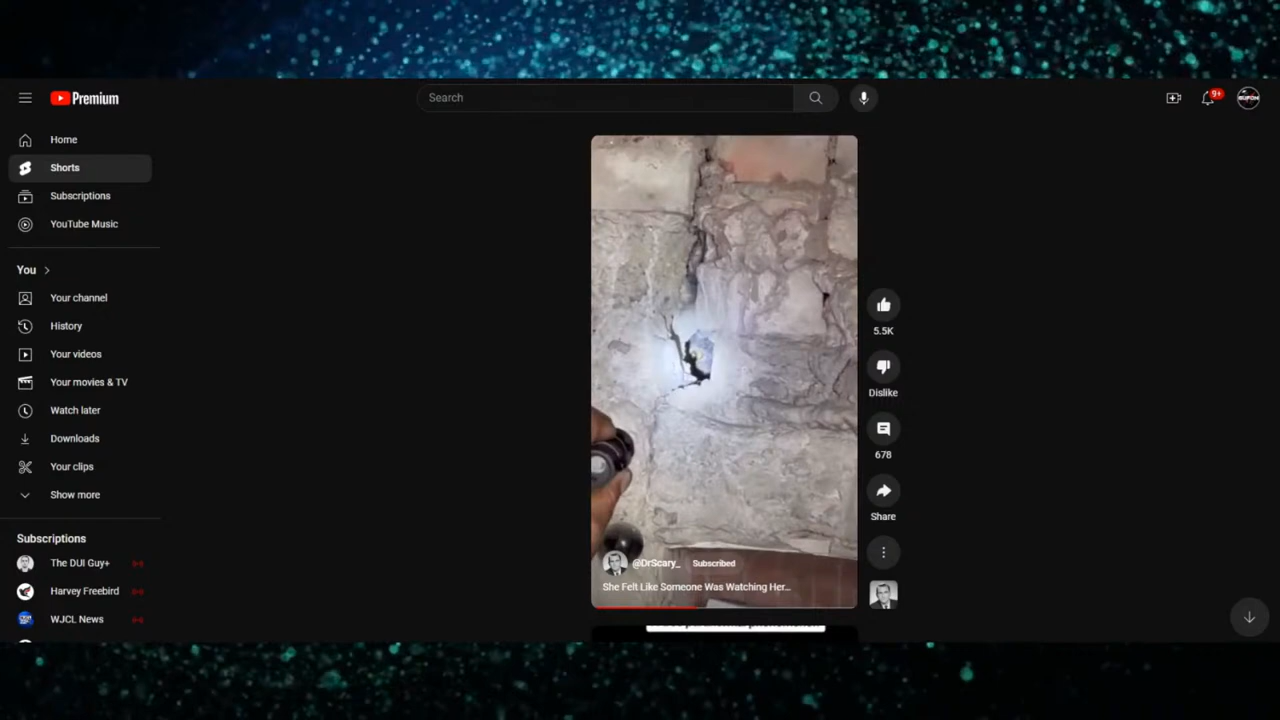 Premium
Search
9+
Home
Shorts
Subscriptions
YouTube Music
You
Your channel
History
Your videos
Your movies & TV
Watch later
Downloads
Your clips
Show more
Subscriptions
The DUI Guy+
Harvey Freebird
WJCL News
5.5K
Dislike
678
Share
@DrScary_ Subscribed
She Felt Like Someone Was Watching Her...